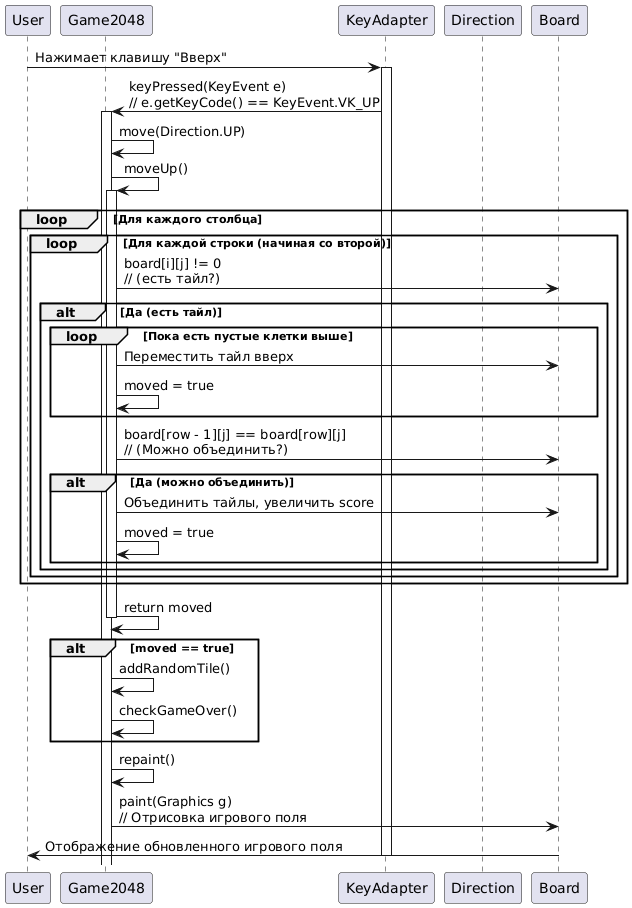 User Game2048 KeyAdapter Direction Board
Нажимает клавишу "Вверх"
keyPressed(KeyEvent e)
// e.getKeyCode() == KeyEvent.VK_UP
move(Direction.UP)
moveUp()
loop [Для каждого столбца]
loop [Для каждой строки (начиная со второй)]
board[i][j] != 0
// (есть тайл?)
alt [Да (есть тайл)]
loop [Пока есть пустые клетки выше]
Переместить тайл вверх
moved = true
board[row - 1][j] == board[row][j]
// (Можно объединить?)
alt [Да (можно объединить)]
Объединить тайлы, увеличить score
moved = true
return moved
alt [moved == true]
addRandomTile()
checkGameOver()
repaint()
paint(Graphics g)
// Отрисовка игрового поля
Отображение обновленного игрового поля
User Game2048 KeyAdapter Direction Board